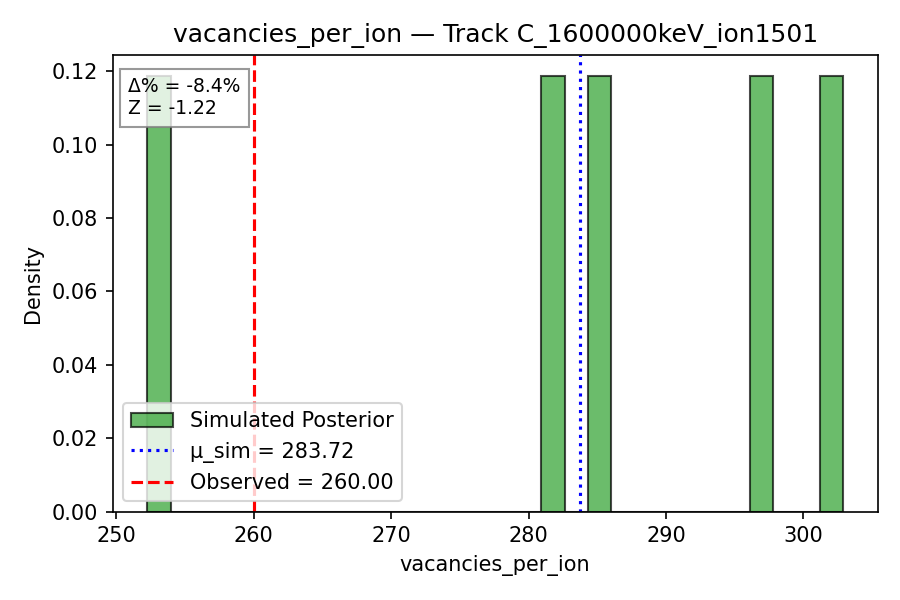 vacancies_per_ion — Track C_1600000keV_ion1501
Δ% = -8.4%
Z = -1.22
0.12
0.10
0.08
0.06
0.04
0.02
0.00
Density
Simulated Posterior
μ_sim = 283.72
Observed = 260.00
250
260
270
280
290
300
vacancies_per_ion